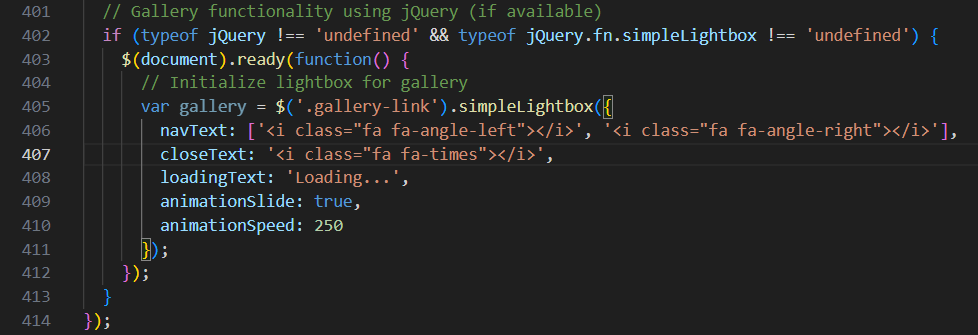 401 // Gallery functionality using jQuery (if available)
402 if (typeof jQuery !== 'undefined' && typeof jQuery.fn.simpleLightbox !== 'undefined') {
403 $(document).ready(function() {
404 // Initialize lightbox for gallery
405 var gallery = $('.gallery-link').simpleLightbox({
406 navText: ['<i class="fa fa-angle-left"></i>', '<i class="fa fa-angle-right"></i>'],
407 closeText: '<i class="fa fa-times"></i>',
408 loadingText: 'Loading...',
409 animationSlide: true,
410 animationSpeed: 250
411 });
412 });
413 }
414 });